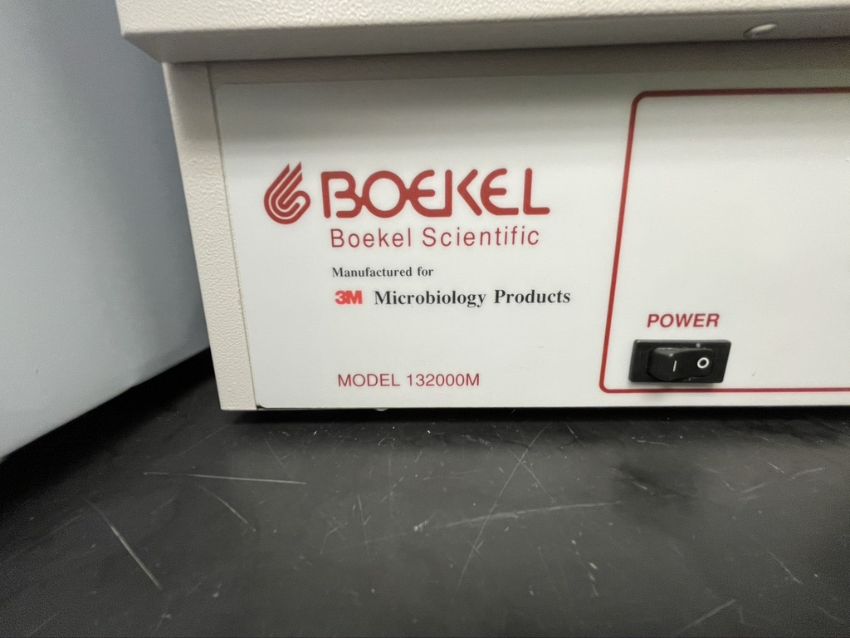 BOEKEL
Boekel Scientific
Manufactured for
3M Microbiology Products
MODEL 132000M
POWER
I O